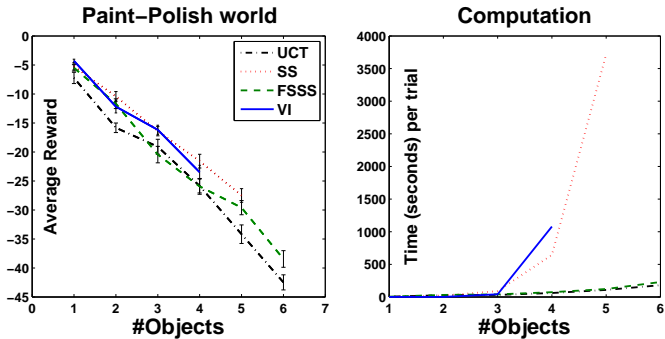 Paint–Polish world
Average Reward
0
−5
−10
−15
−20
−25
−30
−35
−40
−45
0 1 2 3 4 5 6 7
#Objects
UCT
SS
FSSS
VI
Computation
Time (seconds) per trial
4000
3500
3000
2500
2000
1500
1000
500
0
1 2 3 4 5 6
#Objects